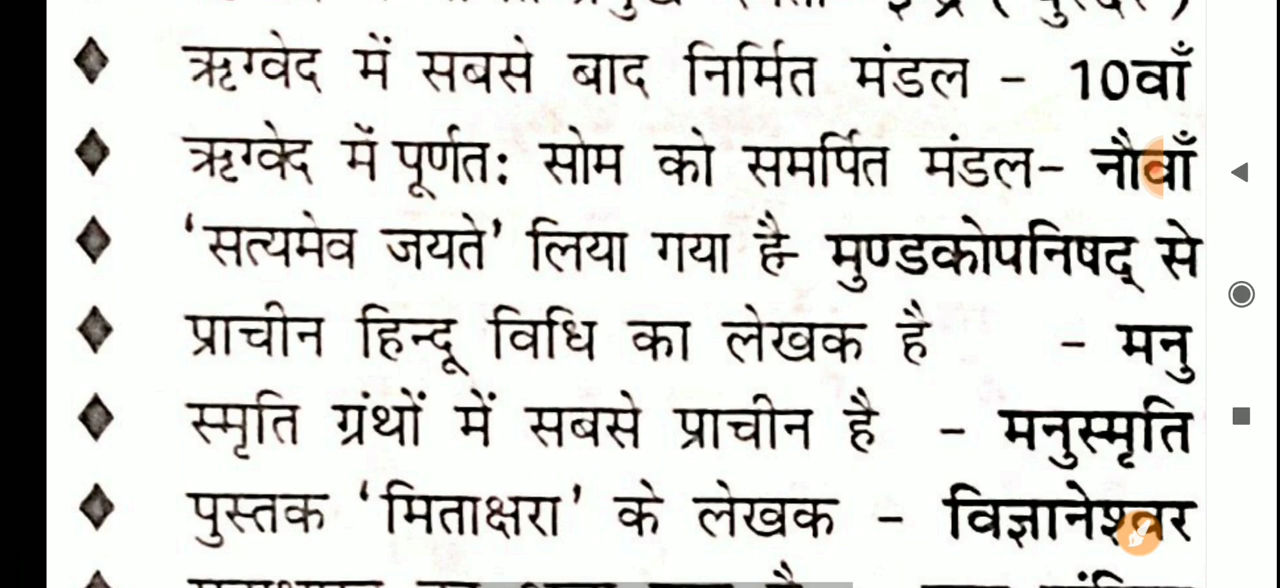 ऋग्वेद में सबसे बाद निर्मित मंडल - 10वाँ
ऋग्वेद में पूर्णत: सोम को समर्पित मंडल- नौवाँ
'सत्यमेव जयते' लिया गया है- मुण्डकोपनिषद् से
प्राचीन हिन्दू विधि का लेखक है - मनु
स्मृति ग्रंथों में सबसे प्राचीन है - मनुस्मृति
पुस्तक 'मिताक्षरा' के लेखक - विज्ञानेश्वर